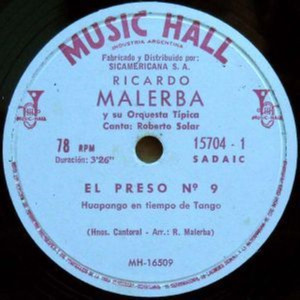 MUSIC HALL
INDUSTRIA ARGENTINA
Fabricado y Distribuido por:
SICAMERICANA S. A.
RICARDO
MALERBA
y su Orquesta Típica
Canta: Roberto Solar
78 RPM
Duración: 3'26"
15704 - 1
SADAIC
EL PRESO Nº 9
Huapango en tiempo de Tango
(Hnos. Cantoral - Arr.: R. Malerba)
MH-16509